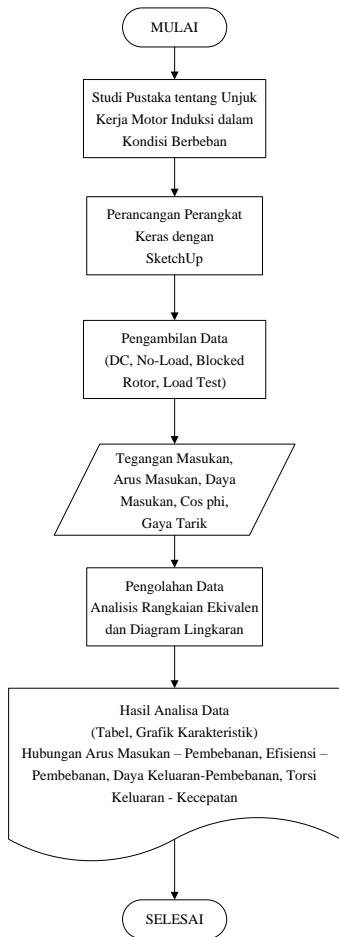 MULAI
Studi Pustaka tentang Unjuk
Kerja Motor Induksi dalam
Kondisi Berbeban
Perancangan Perangkat
Keras dengan
SketchUp
Pengambilan Data
(DC, No-Load, Blocked
Rotor, Load Test)
Tegangan Masukan,
Arus Masukan, Daya
Masukan, Cos phi,
Gaya Tarik
Pengolahan Data
Analisis Rangkaian Ekivalen
dan Diagram Lingkaran
Hasil Analisa Data
(Tabel, Grafik Karakteristik)
Hubungan Arus Masukan – Pembebanan, Efisiensi –
Pembebanan, Daya Keluaran-Pembebanan, Torsi
Keluaran - Kecepatan
SELESAI